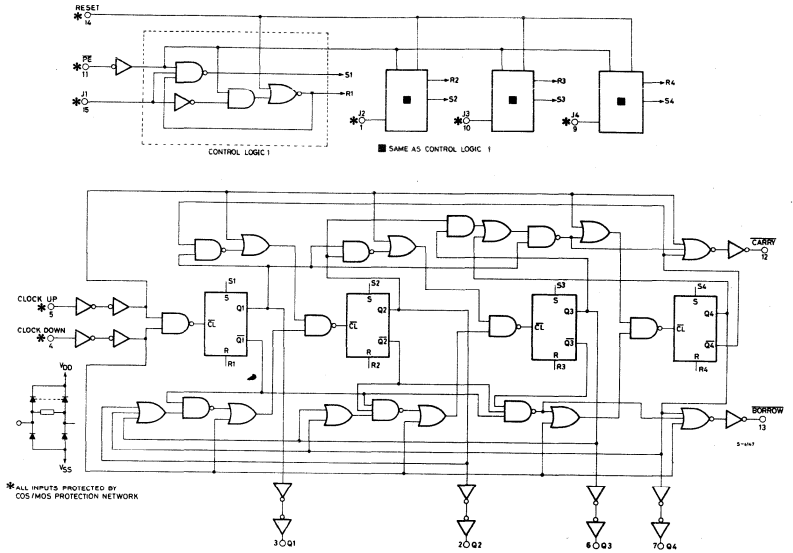 RESET
* 14
* PE
11
* J1
15
S1
R1
CONTROL LOGIC 1
R2
S2
* J2
1
■
R3
S3
* J3
10
■
R4
S4
* J4
9
■
■ SAME AS CONTROL LOGIC 1
CARRY
12
CLOCK UP
* 5
CLOCK DOWN
* 4
S1
S
CL
Q1
Q1
R
R1
S2
S
CL
Q2
Q2
R
R2
S3
S
CL
Q3
Q3
R
R3
S4
S
CL
Q4
Q4
R
R4
VDD
VSS
BORROW
13
S-4147
* ALL INPUTS PROTECTED BY
COS/MOS PROTECTION NETWORK
3 Q1
2 Q2
6 Q3
7 Q4